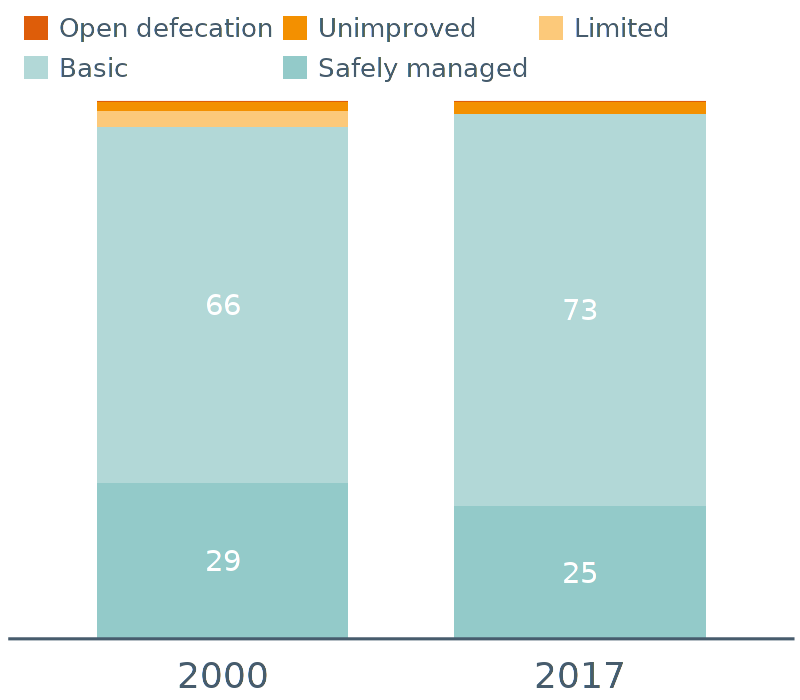 Open defecation Unimproved Limited
Basic Safely managed
66 73
29 25
2000 2017